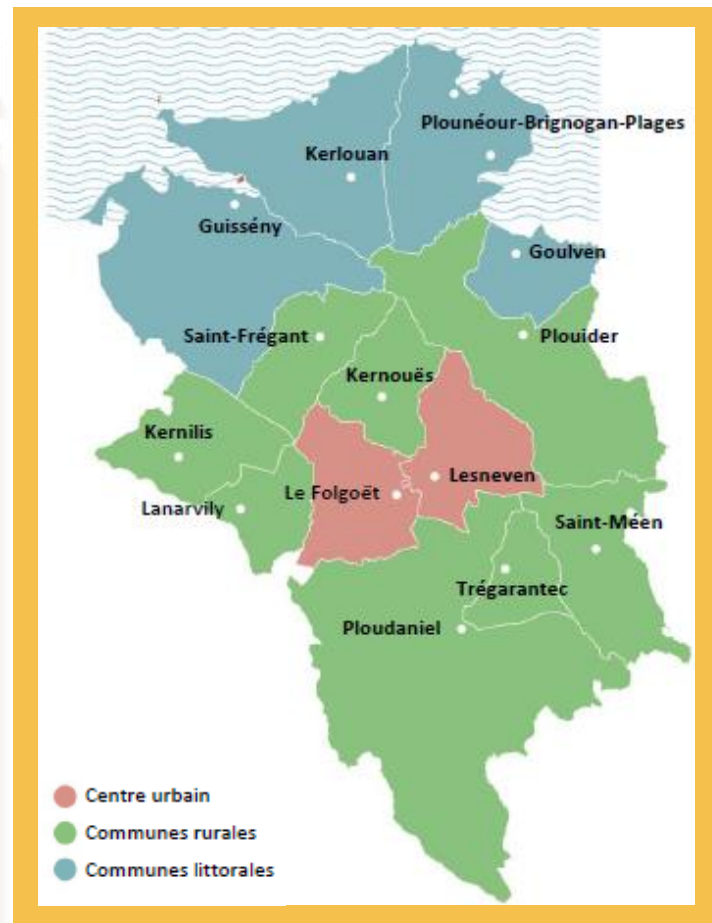 Plounéour-Brignogan-Plages
Kerlouan
Guissény
Goulven
Saint-Frégant
Plouider
Kernouës
Kernilis
Lesneven
Le Folgoët
Lanarvily
Saint-Méen
Trégarantec
Ploudaniel
Centre urbain
Communes rurales
Communes littorales